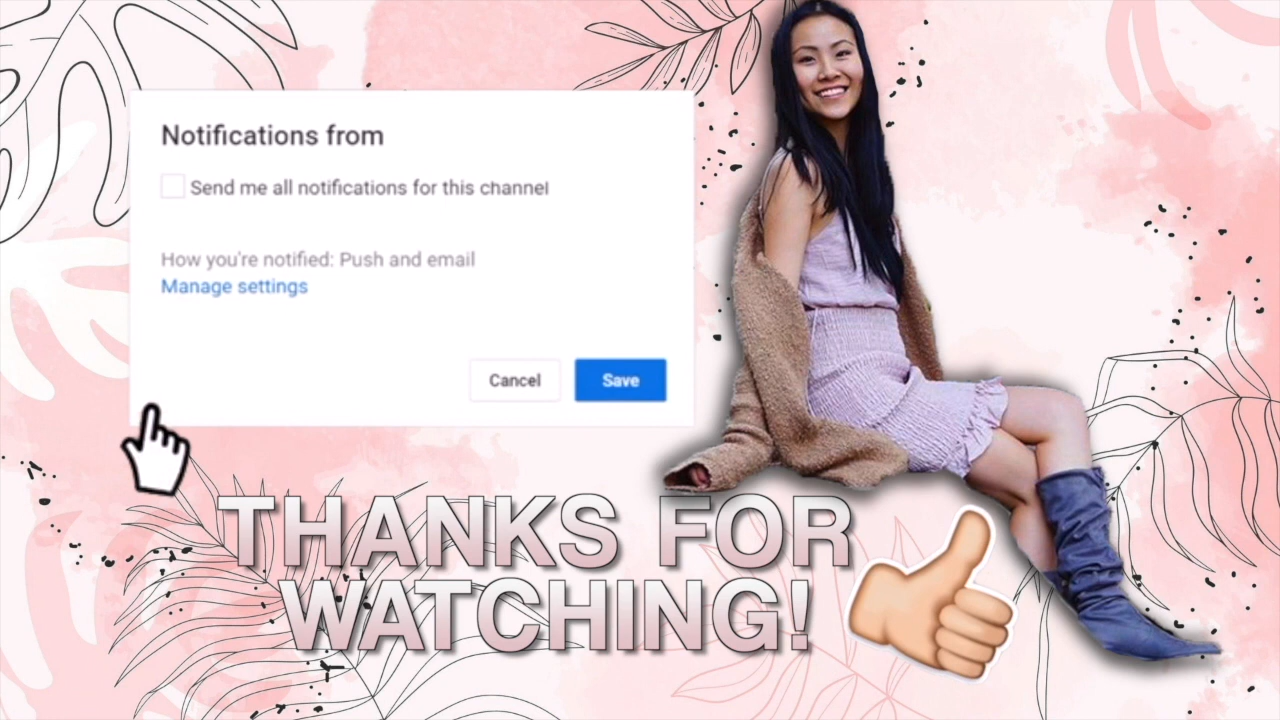 Notifications from
Send me all notifications for this channel
How you're notified: Push and email
Manage settings
Cancel Save
THANKS FOR
WATCHING!